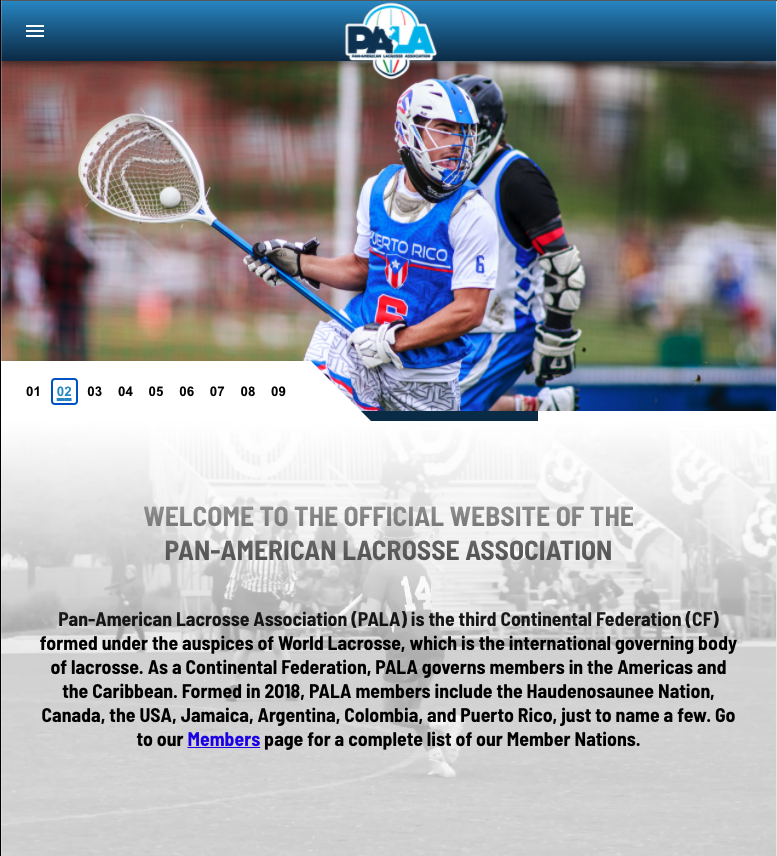 PALA
PAN-AMERICAN LACROSSE ASSOCIATION
PUERTO RICO
6
6
01 02 03 04 05 06 07 08 09
WELCOME TO THE OFFICIAL WEBSITE OF THE
PAN-AMERICAN LACROSSE ASSOCIATION
14
Pan-American Lacrosse Association (PALA) is the third Continental Federation (CF)
formed under the auspices of World Lacrosse, which is the international governing body
of lacrosse. As a Continental Federation, PALA governs members in the Americas and
the Caribbean. Formed in 2018, PALA members include the Haudenosaunee Nation,
Canada, the USA, Jamaica, Argentina, Colombia, and Puerto Rico, just to name a few. Go
to our Members page for a complete list of our Member Nations.